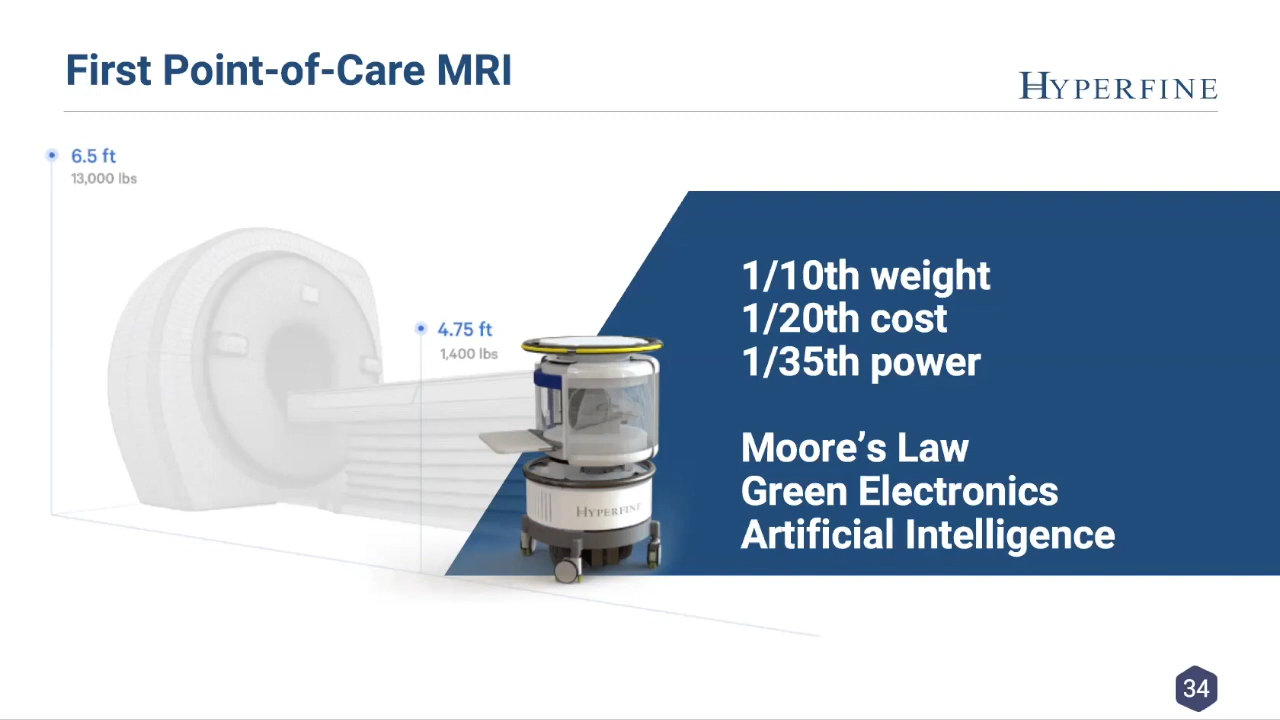 First Point-of-Care MRI
HYPERFINE
6.5 ft
13,000 lbs
4.75 ft
1,400 lbs
1/10th weight
1/20th cost
1/35th power
Moore’s Law
Green Electronics
Artificial Intelligence
HYPERFINE
34